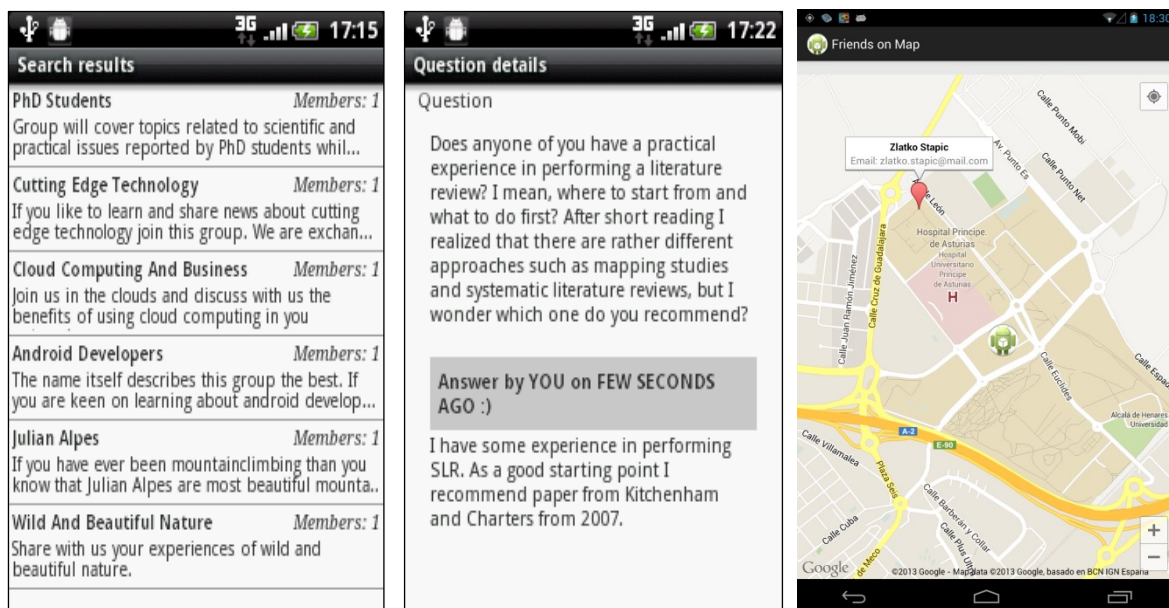 3G 17:15
Search results
PhD Students Members: 1
Group will cover topics related to scientific and
practical issues reported by PhD students whil...
Cutting Edge Technology Members: 1
If you like to learn and share news about cutting
edge technology join this group. We are exchan...
Cloud Computing And Business Members: 1
Join us in the clouds and discuss with us the
benefits of using cloud computing in you
Android Developers Members: 1
The name itself describes this group the best. If
you are keen on learning about android develop...
Julian Alpes Members: 1
If you have ever been mountainclimbing than you
know that Julian Alpes are most beautiful mounta..
Wild And Beautiful Nature Members: 1
Share with us your experiences of wild and
beautiful nature.
3G 17:22
Question details
Question
Does anyone of you have a practical
experience in performing a literature
review? I mean, where to start from and
what to do first? After short reading I
realized that there are rather different
approaches such as mapping studies
and systematic literature reviews, but I
wonder which one do you recommend?
Answer by YOU on FEW SECONDS
AGO :)
I have some experience in performing
SLR. As a good starting point I
recommend paper from Kitchenham
and Charters from 2007.
18:30
Friends on Map
Calle Punto Mobi
Av. Punto Es
Calle Punto Net
Zlatko Stapic
Email: zlatko.stapic@mail.com
de León
Hospital Principe
de Asturias
Hospital
Universitario
Principe
de Asturias
H
Calle Juan Ramón Jiménez
Calle Cruz de Guadalajara
Calle Euclides
Calle Espac
Alcalá de Henares
Universidad
A-2
E-90
Calle Villamalea
Plaza Seis
Calle Barberán y Collar
Calle Cuba
Calle Plus Ult
de Meco
+
−
Google
©2013 Google - Map data ©2013 Google, basado en BCN IGN España